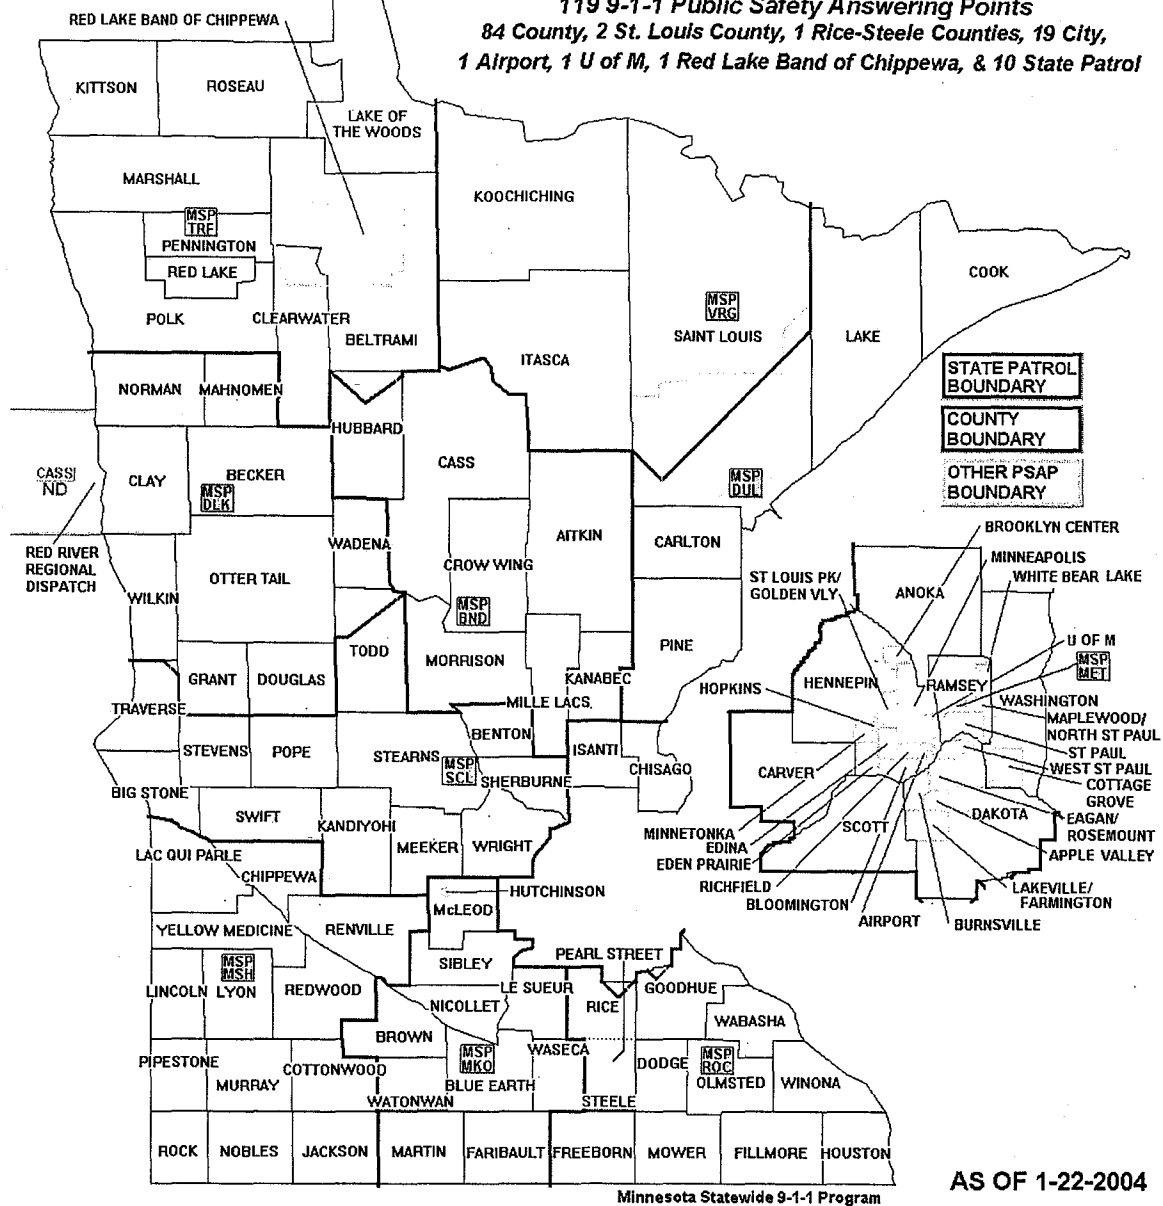 119 9-1-1 Public Safety Answering Points
84 County, 2 St. Louis County, 1 Rice-Steele Counties, 19 City,
1 Airport, 1 U of M, 1 Red Lake Band of Chippewa, & 10 State Patrol
RED LAKE BAND OF CHIPPEWA
KITTSON
ROSEAU
LAKE OF
THE WOODS
MARSHALL
KOOCHICHING
MSP
TRF
PENNINGTON
RED LAKE
COOK
POLK
CLEARWATER
BELTRAMI
MSP
VRG
SAINT LOUIS
LAKE
ITASCA
NORMAN
MAHNOMEN
HUBBARD
CASS
STATE PATROL
BOUNDARY
COUNTY
BOUNDARY
OTHER PSAP
BOUNDARY
CASS
ND
CLAY
BECKER
MSP
DLK
MSP
DUL
RED RIVER
REGIONAL
DISPATCH
WADENA
AITKIN
CARLTON
CROW WING
OTTER TAIL
WILKIN
MSP
BND
TODD
MORRISON
PINE
KANABEC
GRANT
DOUGLAS
TRAVERSE
MILLE LACS
BENTON
STEVENS
POPE
STEARNS
MSP
SCL
SHERBURNE
ISANTI
CHISAGO
BIG STONE
SWIFT
KANDIYOHI
MEEKER
WRIGHT
LAC QUI PARLE
CHIPPEWA
HUTCHINSON
McLEOD
YELLOW MEDICINE
RENVILLE
SIBLEY
PEARL STREET
LINCOLN
MSP
MSH
LYON
REDWOOD
NICOLLET
LE SUEUR
RICE
GOODHUE
WABASHA
BROWN
PIPESTONE
MURRAY
COTTONWOOD
WATONWAN
MSP
MKO
BLUE EARTH
WASECA
STEELE
DODGE
MSP
ROC
OLMSTED
WINONA
ROCK
NOBLES
JACKSON
MARTIN
FARIBAULT
FREEBORN
MOWER
FILLMORE
HOUSTON
BROOKLYN CENTER
MINNEAPOLIS
WHITE BEAR LAKE
ST LOUIS PK/
GOLDEN VLY
ANOKA
U OF M
MSP
MET
HOPKINS
HENNEPIN
RAMSEY
WASHINGTON
MAPLEWOOD/
NORTH ST PAUL
ST PAUL
WEST ST PAUL
COTTAGE
GROVE
CARVER
SCOTT
DAKOTA
EAGAN/
ROSEMOUNT
APPLE VALLEY
MINNETONKA
EDINA
EDEN PRAIRIE
RICHFIELD
BLOOMINGTON
AIRPORT
BURNSVILLE
LAKEVILLE/
FARMINGTON
AS OF 1-22-2004
Minnesota Statewide 9-1-1 Program